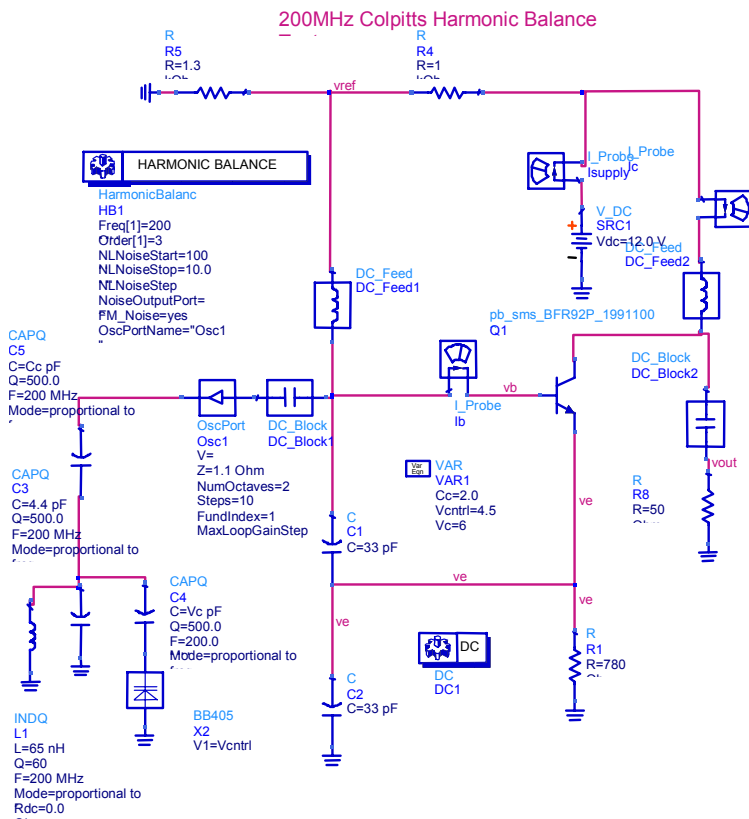 200MHz Colpitts Harmonic Balance
R
R5
R=1.3
R
R4
R=1
vref
HARMONIC BALANCE
HarmonicBalanc
HB1
Freq[1]=200
Order[1]=3
NLNoiseStart=100
NLNoiseStop=10.0
NLNoiseStep
NoiseOutputPort=
FM_Noise=yes
OscPortName="Osc1
"
I_Probe
Isupply
I_Probe
Ic
V_DC
SRC1
Vdc=12.0 V
+
-
DC_Feed
DC_Feed2
DC_Feed
DC_Feed1
pb_sms_BFR92P_1991100
Q1
CAPQ
C5
C=Cc pF
Q=500.0
F=200 MHz
Mode=proportional to
DC_Block
DC_Block2
vb
I_Probe
Ib
OscPort
Osc1
V=
Z=1.1 Ohm
NumOctaves=2
Steps=10
FundIndex=1
MaxLoopGainStep
DC_Block
DC_Block1
Var
Eqn
VAR
VAR1
Cc=2.0
Vcntrl=4.5
Vc=6
vout
R
R8
R=50
CAPQ
C3
C=4.4 pF
Q=500.0
F=200 MHz
Mode=proportional to
ve
C
C1
C=33 pF
CAPQ
C4
C=Vc pF
Q=500.0
F=200.0
Mode=proportional to
ve
ve
ve
DC
DC
DC1
R
R1
R=780
C
C2
C=33 pF
BB405
X2
V1=Vcntrl
INDQ
L1
L=65 nH
Q=60
F=200 MHz
Mode=proportional to
Rdc=0.0